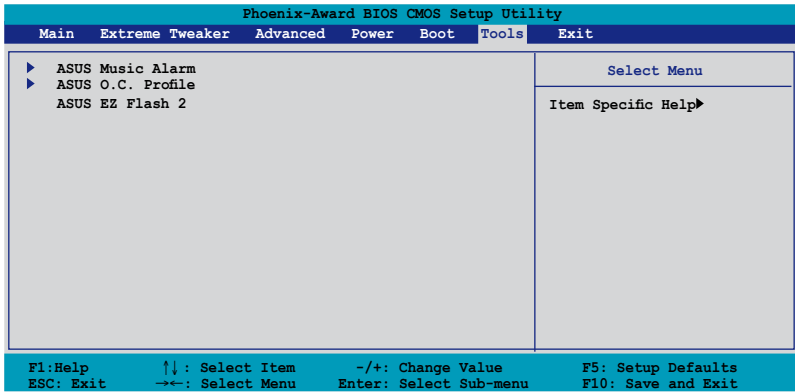 Phoenix-Award BIOS CMOS Setup Utility
Main Extreme Tweaker Advanced Power Boot Tools Exit
ASUS Music Alarm
ASUS O.C. Profile
ASUS EZ Flash 2
Select Menu
Item Specific Help
F1:Help ↑↓: Select Item -/+: Change Value F5: Setup Defaults
ESC: Exit →←: Select Menu Enter: Select Sub-menu F10: Save and Exit